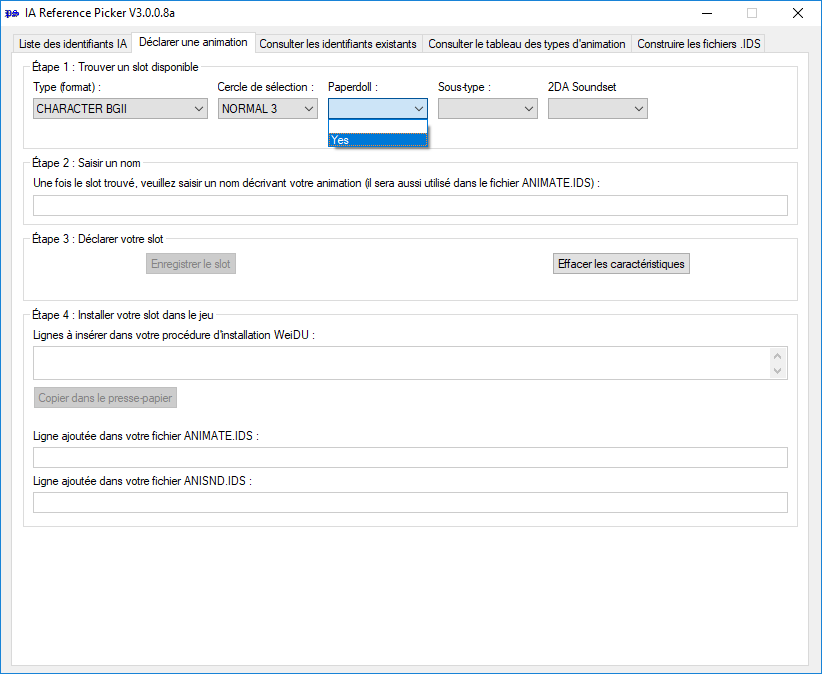 IA Reference Picker V3.0.0.8a
Liste des identifiants IA
Déclarer une animation
Consulter les identifiants existants
Consulter le tableau des types d'animation
Construire les fichiers .IDS
Étape 1 : Trouver un slot disponible
Type (format) :
Cercle de sélection :
Paperdoll :
Sous-type :
2DA Soundset
CHARACTER BGII
NORMAL 3
Yes
Étape 2 : Saisir un nom
Une fois le slot trouvé, veuillez saisir un nom décrivant votre animation (il sera aussi utilisé dans le fichier ANIMATE.IDS) :
Étape 3 : Déclarer votre slot
Enregistrer le slot
Effacer les caractéristiques
Étape 4 : Installer votre slot dans le jeu
Lignes à insérer dans votre procédure d'installation WeiDU :
Copier dans le presse-papier
Ligne ajoutée dans votre fichier ANIMATE.IDS :
Ligne ajoutée dans votre fichier ANISND.IDS :